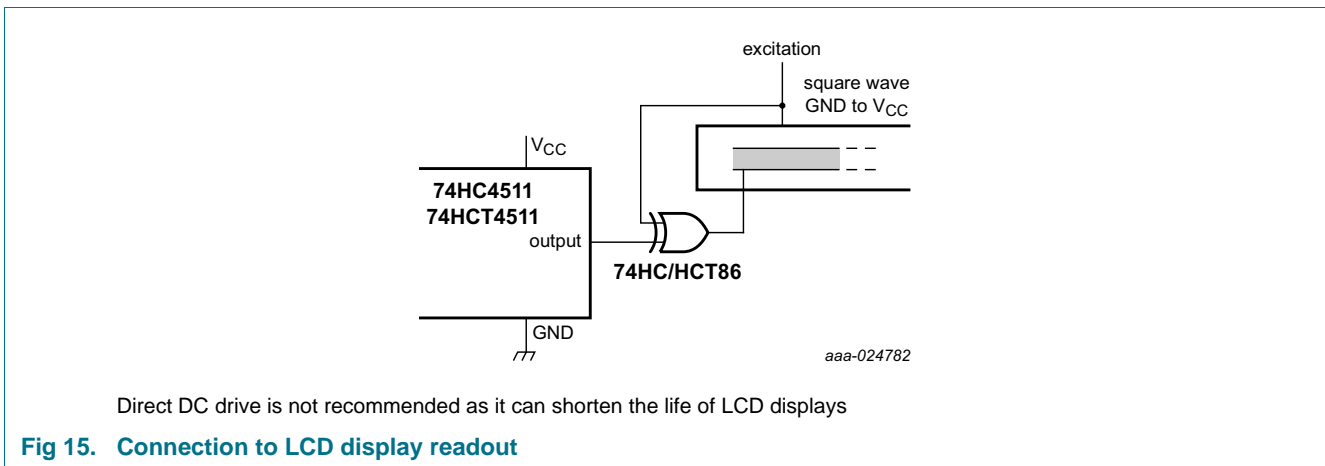 excitation
square wave
GND to VCC
VCC
74HC4511
74HCT4511
output
74HC/HCT86
GND
aaa-024782
Direct DC drive is not recommended as it can shorten the life of LCD displays
Fig 15. Connection to LCD display readout